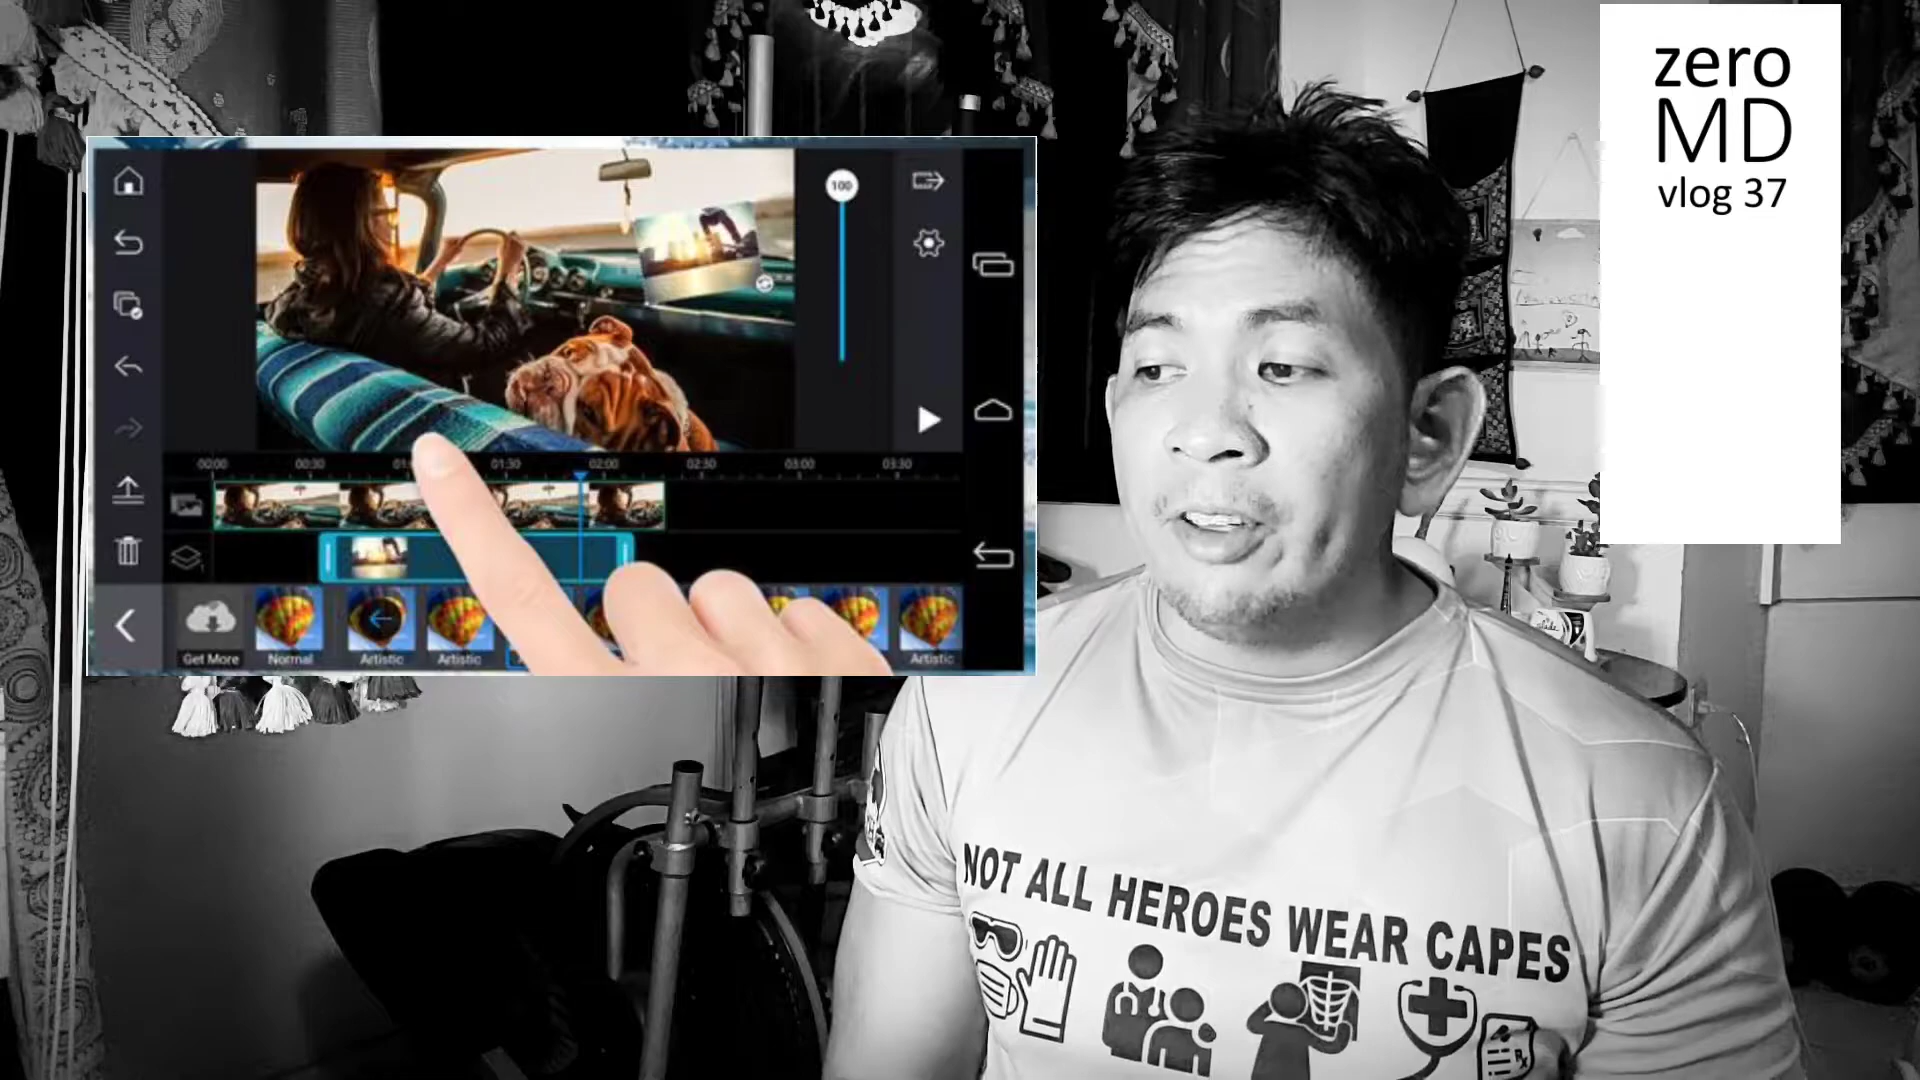 zero
MD
vlog 37
100
00:00
00:30
01:30
02:00
02:30
03:00
03:30
Get More
Normal
Artistic
Artistic
Artistic
glade
NOT ALL HEROES WEAR CAPES